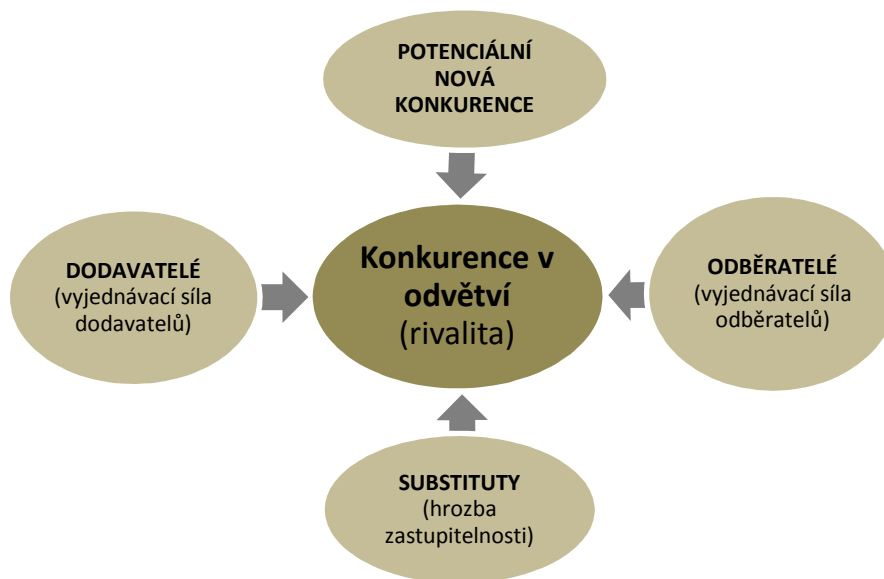 POTENCIÁLNÍ
NOVÁ
KONKURENCE
DODAVATELÉ
(vyjednávací síla
dodavatelů)
Konkurence v
odvětví
(rivalita)
ODBĚRATELÉ
(vyjednávací síla
odběratelů)
SUBSTITUTY
(hrozba
zastupitelnosti)